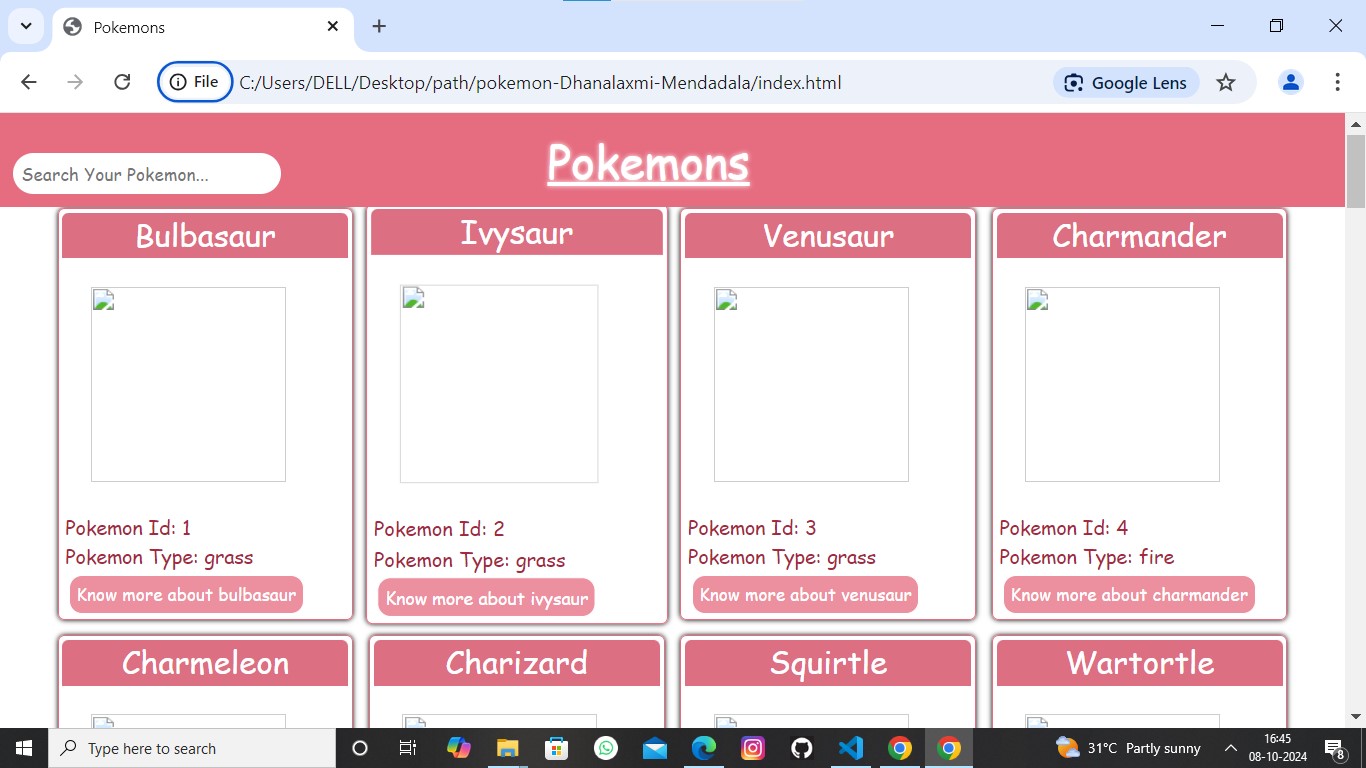 Pokemons
File
C:/Users/DELL/Desktop/path/pokemon-Dhanalaxmi-Mendadala/index.html
Google Lens
Search Your Pokemon...
Pokemons
Bulbasaur
Pokemon Id: 1
Pokemon Type: grass
Know more about bulbasaur
Ivysaur
Pokemon Id: 2
Pokemon Type: grass
Know more about ivysaur
Venusaur
Pokemon Id: 3
Pokemon Type: grass
Know more about venusaur
Charmander
Pokemon Id: 4
Pokemon Type: fire
Know more about charmander
Charmeleon
Charizard
Squirtle
Wartortle
Type here to search
31°C Partly sunny
16:45
08-10-2024
8